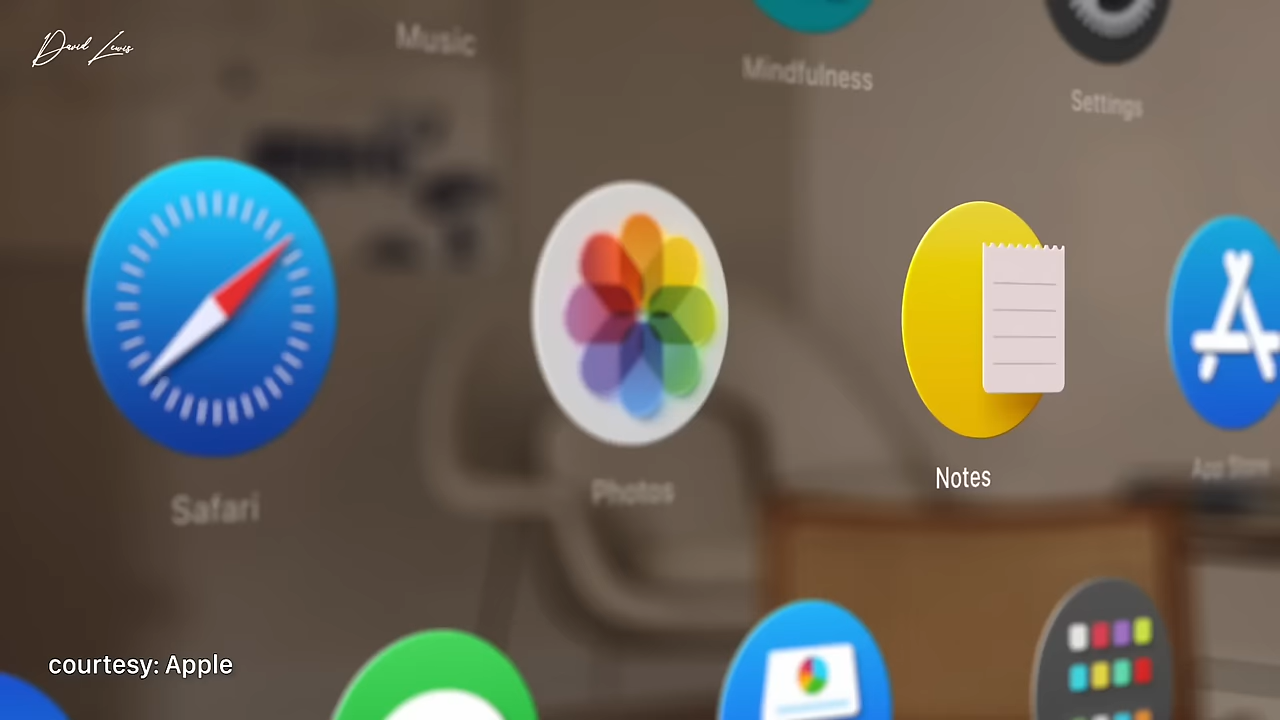 David Lewis
Music
Mindfulness
Settings
Safari
Photos
Notes
App Store
courtesy: Apple